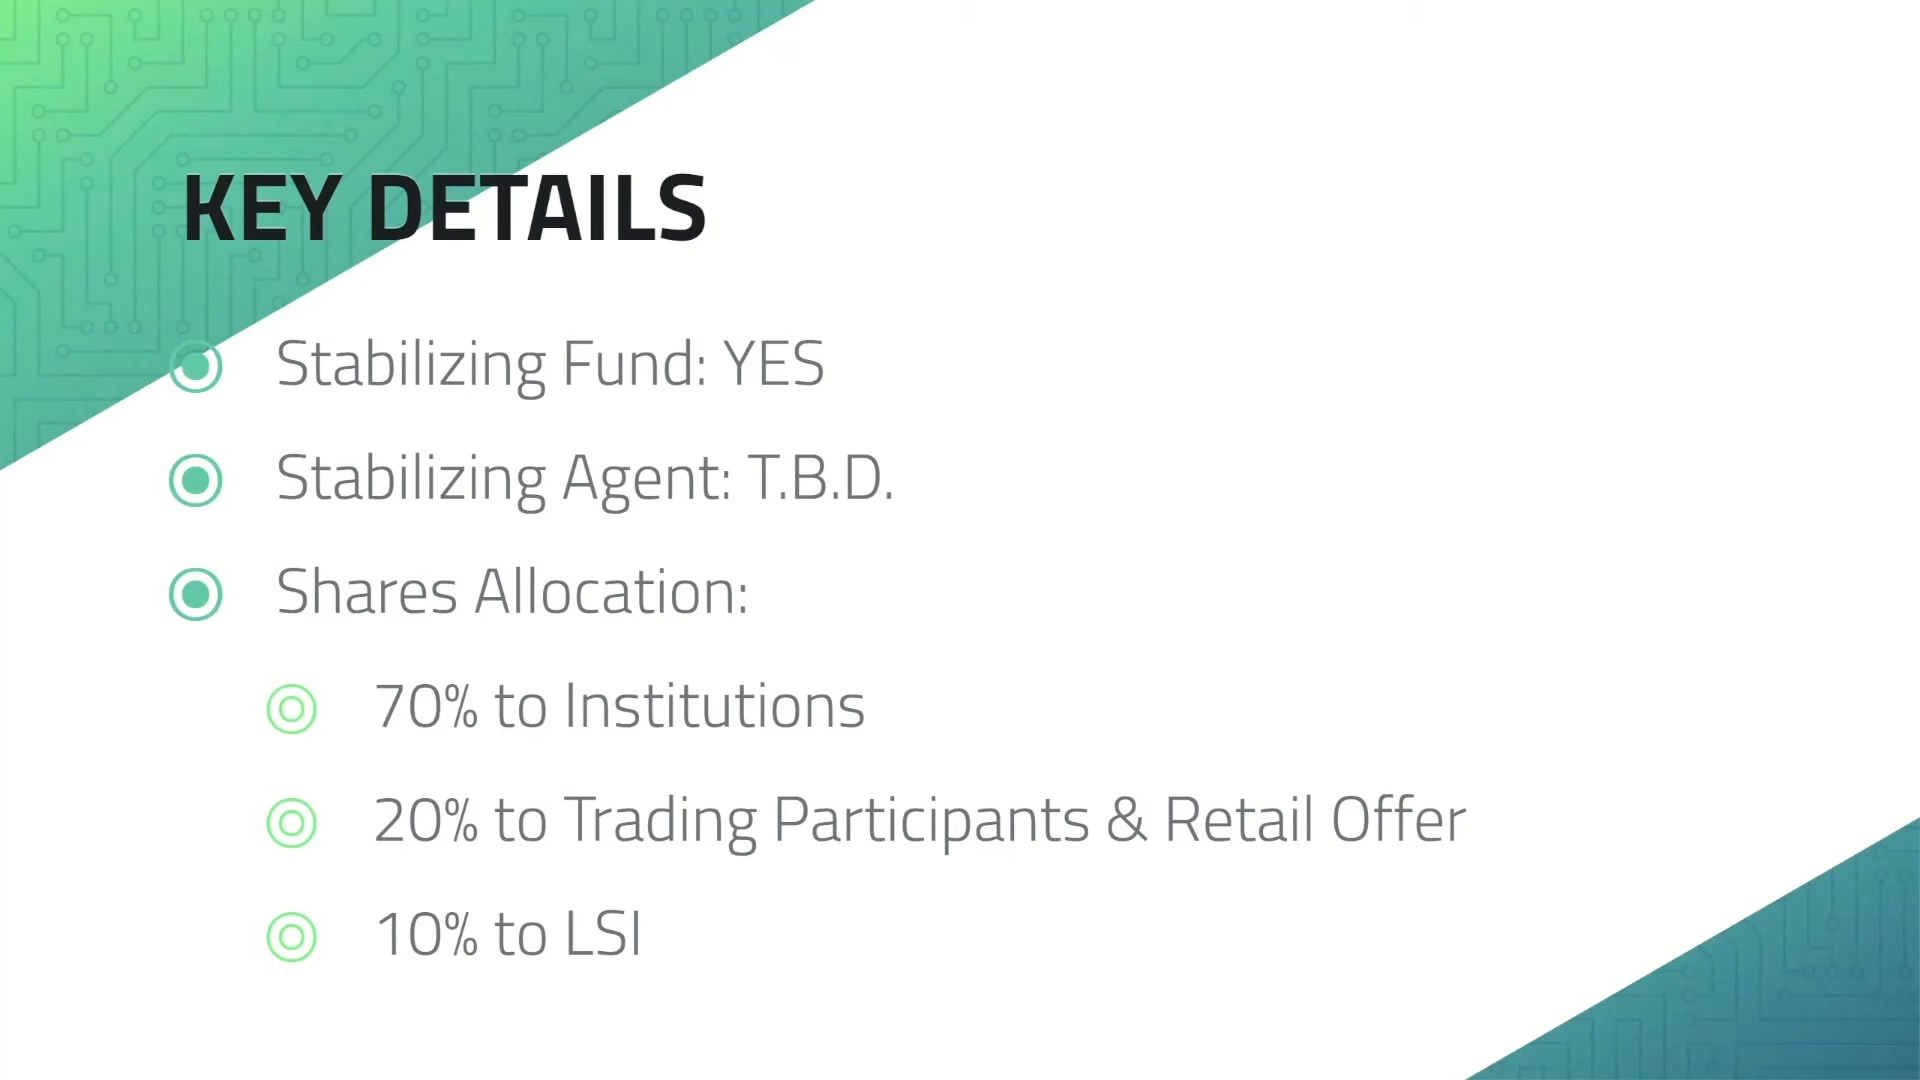 KEY DETAILS
Stabilizing Fund: YES
Stabilizing Agent: T.B.D.
Shares Allocation:
70% to Institutions
20% to Trading Participants & Retail Offer
10% to LSI